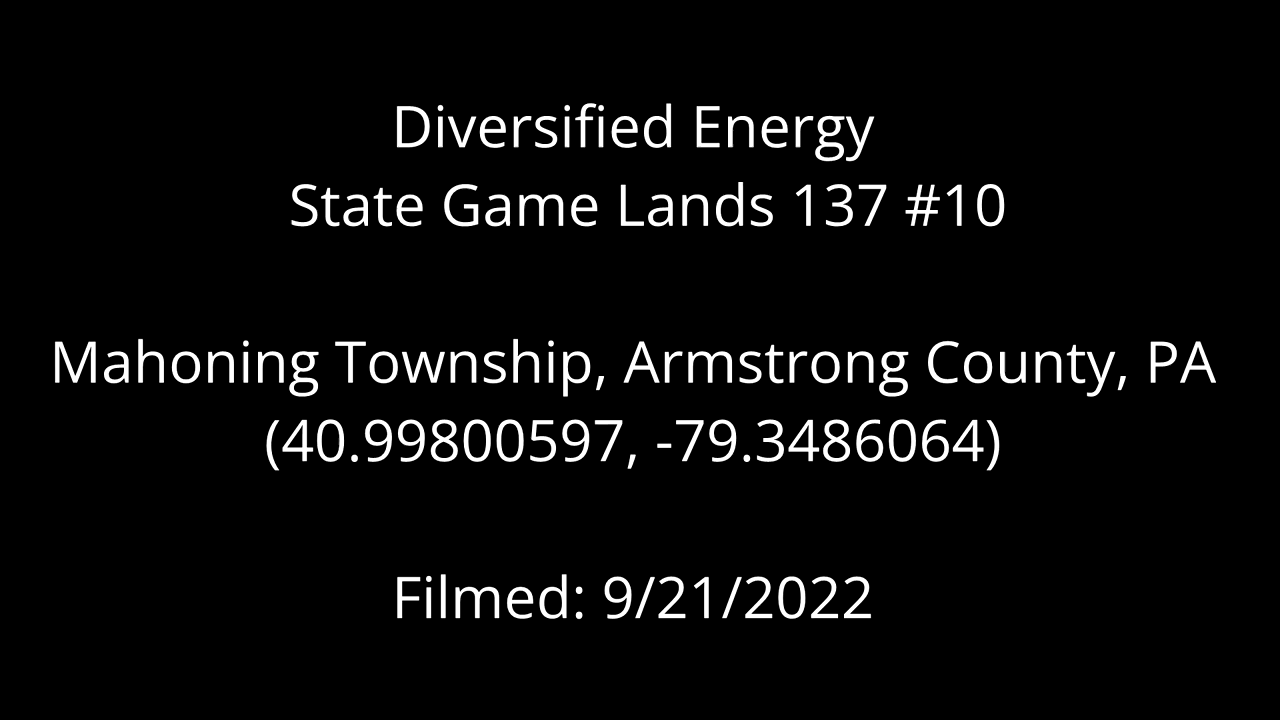 Diversified Energy
State Game Lands 137 #10
Mahoning Township, Armstrong County, PA
(40.99800597, -79.3486064)
Filmed: 9/21/2022